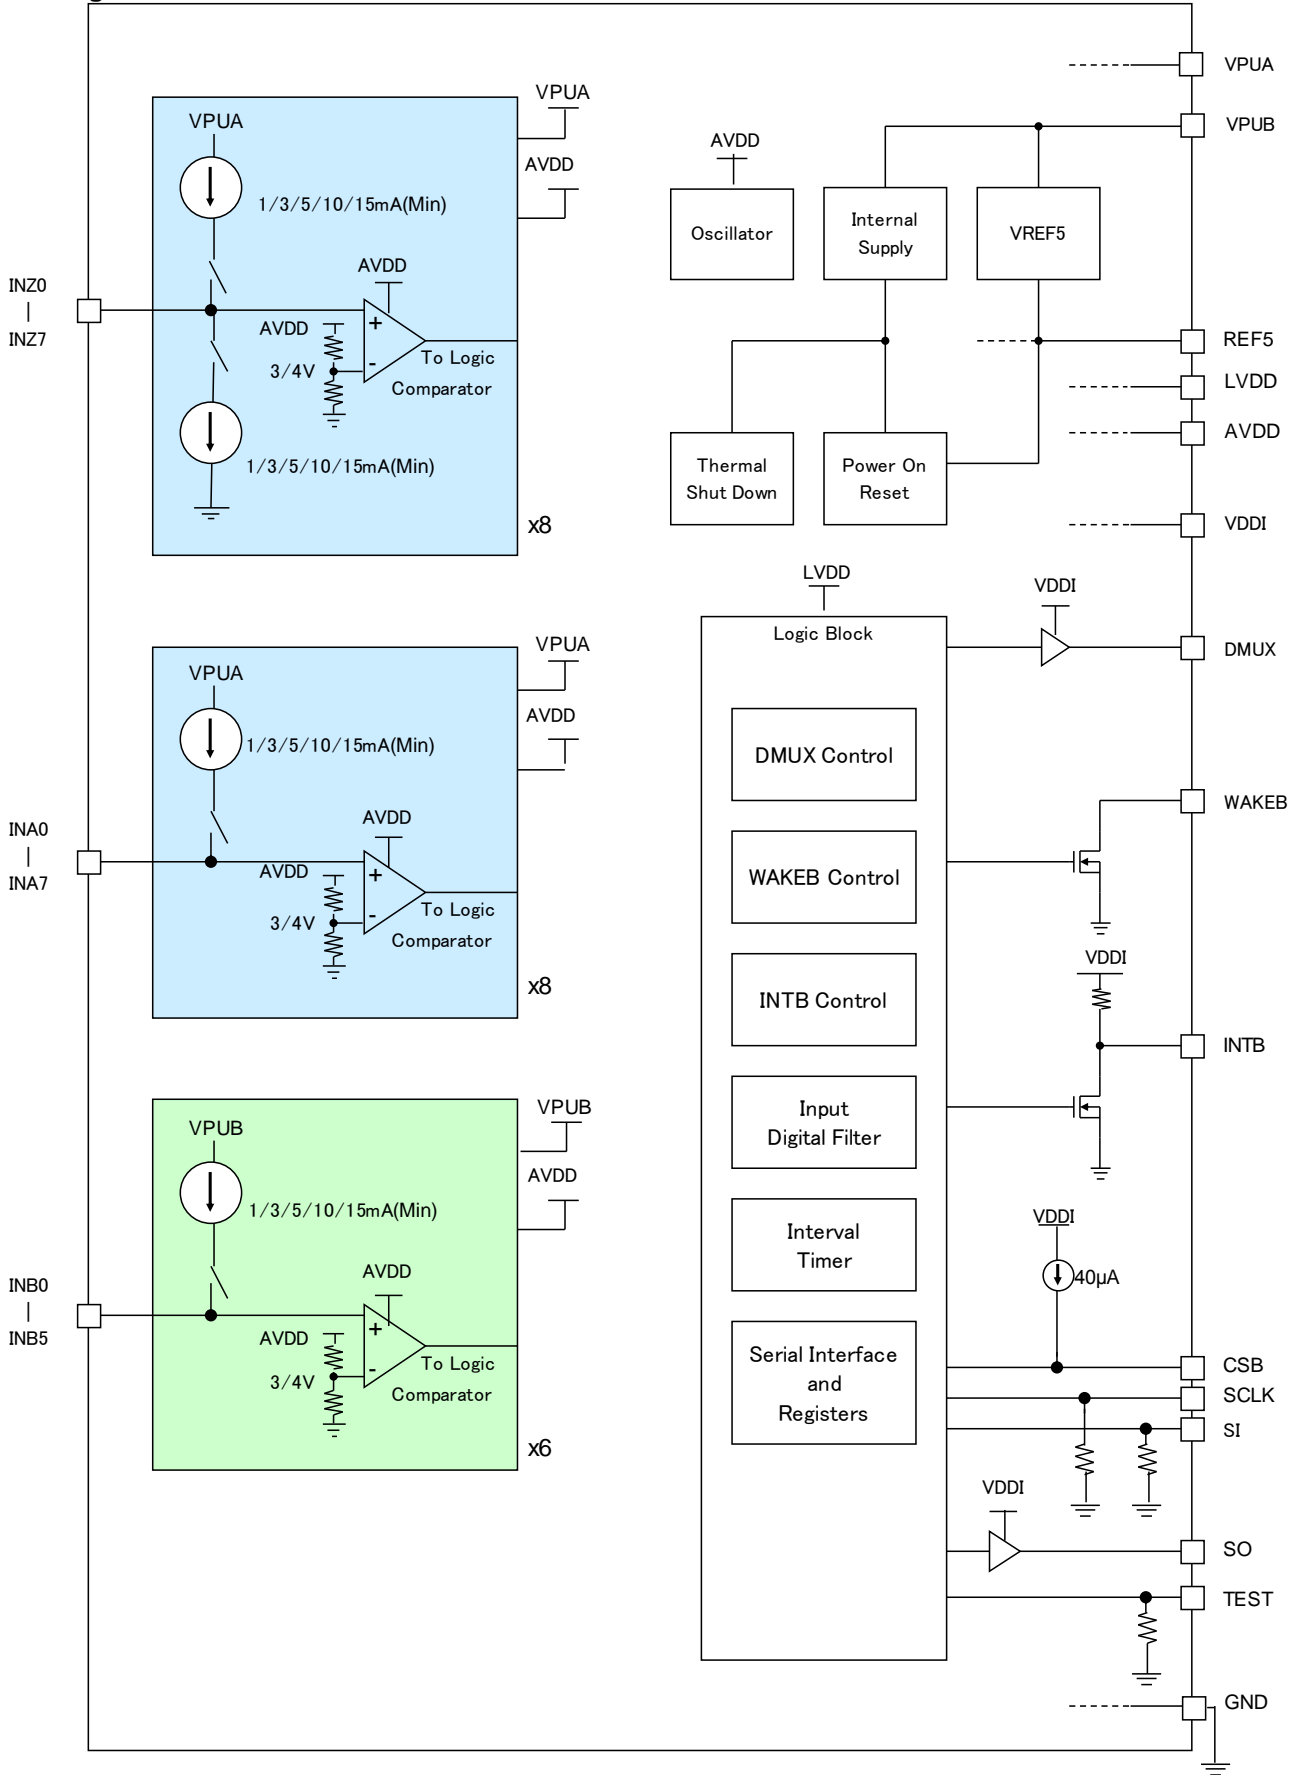 VPUA
VPUB
REF5
LVDD
AVDD
VDDI
DMUX
WAKEB
INTB
CSB
SCLK
SI
SO
TEST
GND
INZ0
|
INZ7
VPUA
1/3/5/10/15mA(Min)
AVDD
AVDD
3/4V
+
-
To Logic
Comparator
1/3/5/10/15mA(Min)
x8
VPUA
AVDD
INA0
|
INA7
VPUA
1/3/5/10/15mA(Min)
AVDD
AVDD
3/4V
+
-
To Logic
Comparator
x8
VPUA
AVDD
INB0
|
INB5
VPUB
1/3/5/10/15mA(Min)
AVDD
AVDD
3/4V
+
-
To Logic
Comparator
x6
VPUB
AVDD
AVDD
Oscillator
Internal
Supply
VREF5
Thermal
Shut Down
Power On
Reset
LVDD
Logic Block
DMUX Control
WAKEB Control
INTB Control
Input
Digital Filter
Interval
Timer
Serial Interface
and
Registers
VDDI
VDDI
VDDI
40µA
VDDI